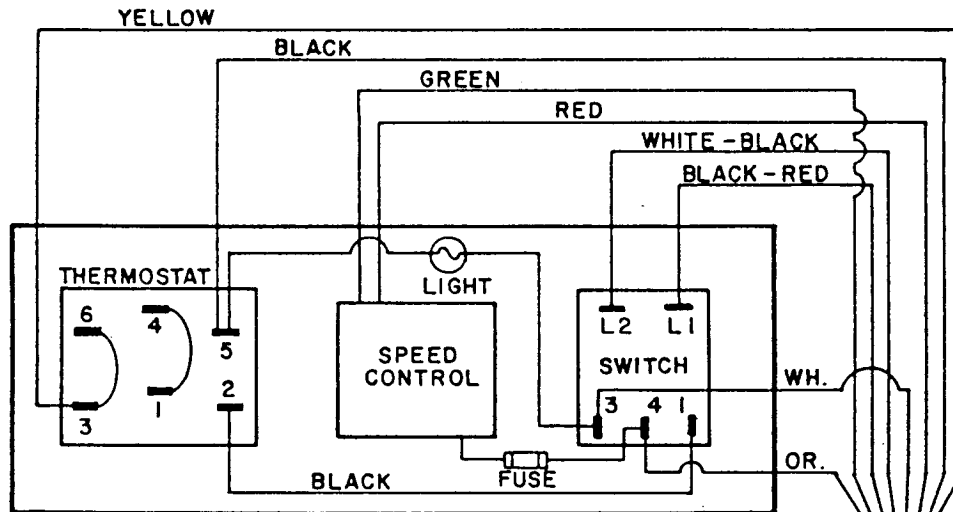 YELLOW
BLACK
GREEN
RED
WHITE-BLACK
BLACK-RED
THERMOSTAT
LIGHT
6
4
5
L2
L1
SPEED
CONTROL
SWITCH
2
WH.
3
1
3
4
1
BLACK
FUSE
OR.